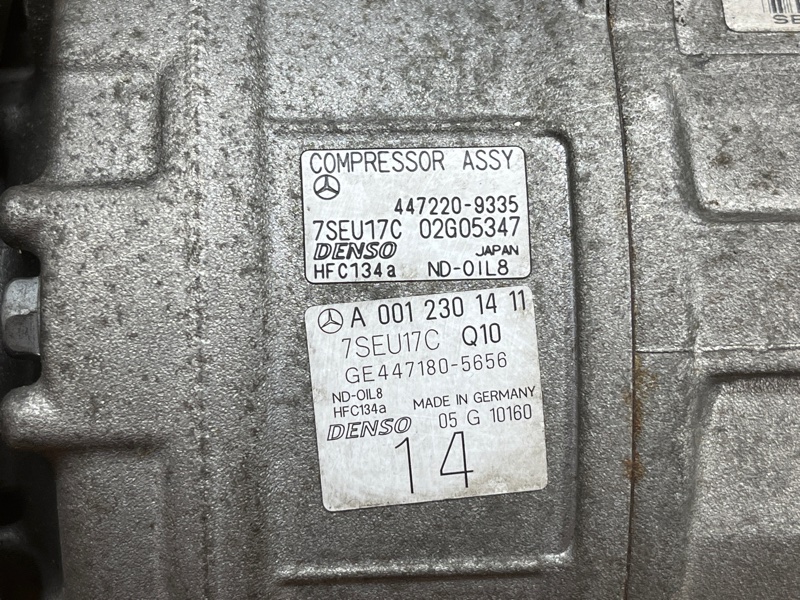 COMPRESSOR ASSY
447220-9335
7SEU17C 02G05347
DENSO JAPAN
HFC134a ND-OIL8
A 001 230 14 11
7SEU17C Q10
GE447180-5656
ND-OIL8
HFC134a MADE IN GERMANY
DENSO 05 G 10160
14